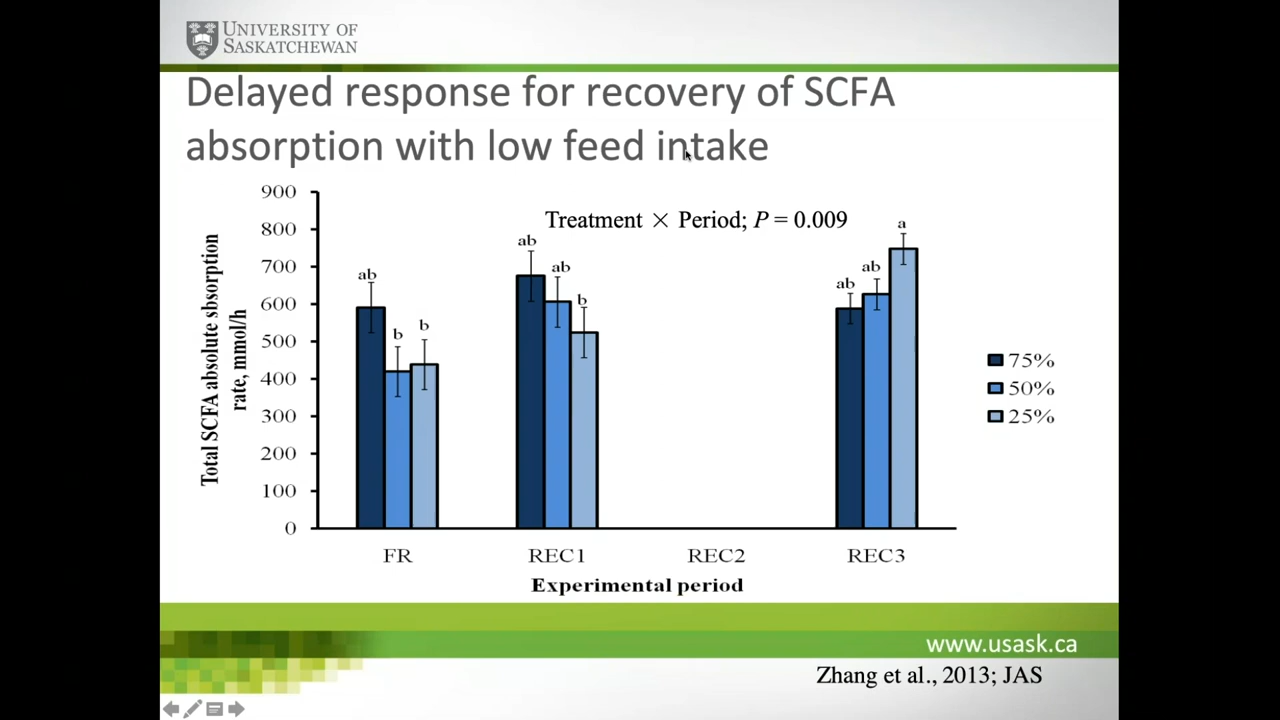 UNIVERSITY OF
SASKATCHEWAN
Delayed response for recovery of SCFA
absorption with low feed intake
Treatment × Period; P = 0.009
Total SCFA absolute sbsorption
rate, mmol/h
900
800
700
600
500
400
300
200
100
0
ab
b
b
ab
ab
b
ab
ab
a
75%
50%
25%
FR
REC1
REC2
REC3
Experimental period
www.usask.ca
Zhang et al., 2013; JAS